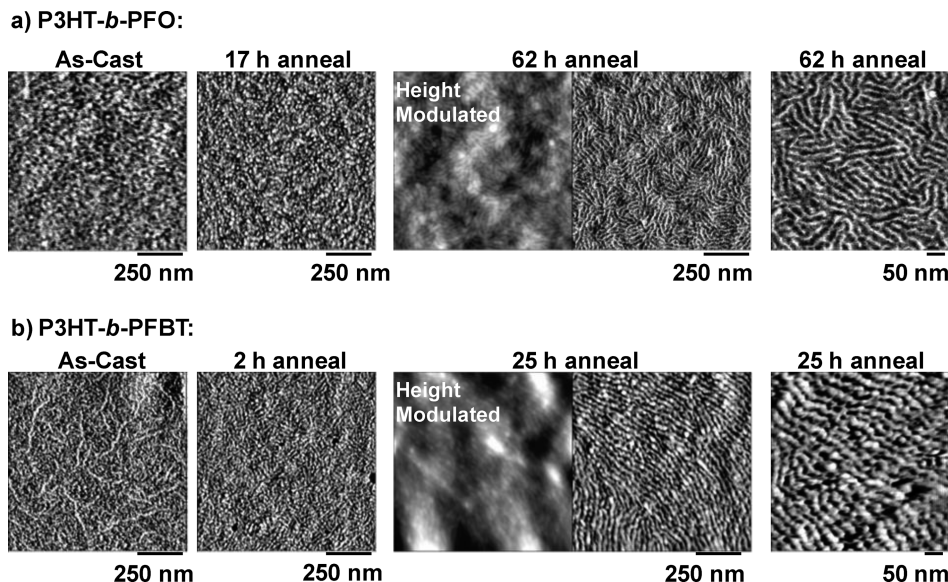 a) P3HT-b-PFO:
As-Cast 17 h anneal 62 h anneal 62 h anneal
Height
Modulated
250 nm 250 nm 250 nm 50 nm
b) P3HT-b-PFBT:
As-Cast 2 h anneal 25 h anneal 25 h anneal
Height
Modulated
250 nm 250 nm 250 nm 50 nm